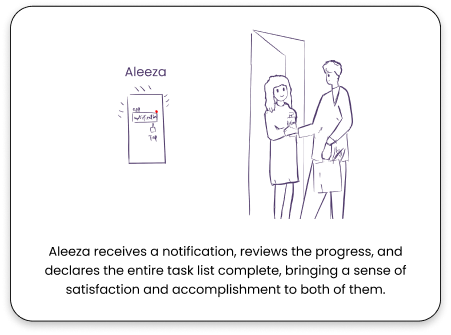 Aleeza
Tap
Aleeza receives a notification, reviews the progress, and
declares the entire task list complete, bringing a sense of
satisfaction and accomplishment to both of them.